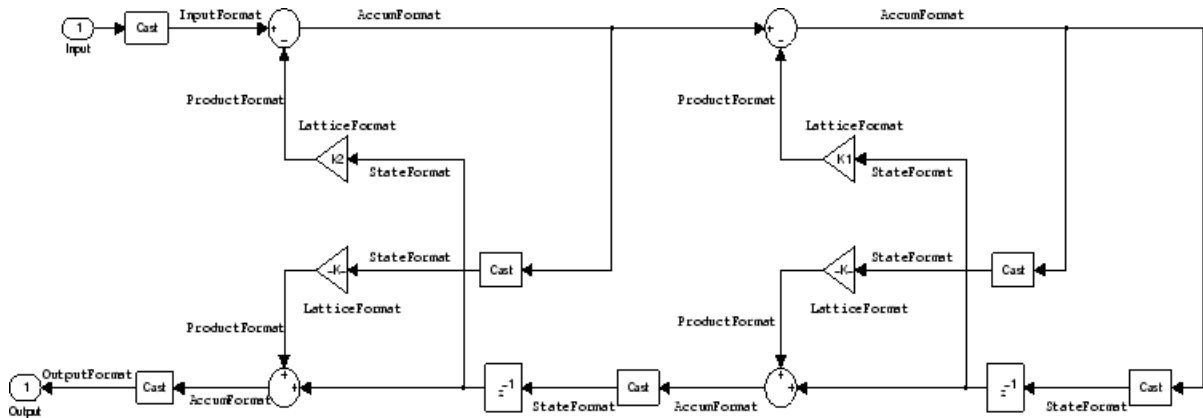 InputFormat
AccumFormat
AccumFormat
1
Cast
+
−
+
−
Input
ProductFormat
ProductFormat
LatticeFormat
LatticeFormat
k2
K1
StateFormat
StateFormat
StateFormat
StateFormat
-K-
Cast
-K-
Cast
LatticeFormat
LatticeFormat
ProductFormat
ProductFormat
OutputFormat
1
Cast
+
+
z-1
Cast
+
+
z-1
Cast
Output
AccumFormat
StateFormat
AccumFormat
StateFormat